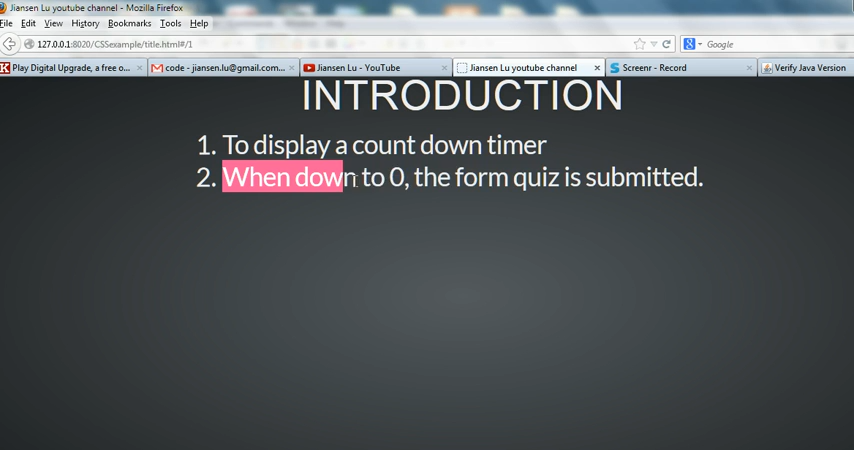 Jiansen Lu youtube channel - Mozilla Firefox
File Edit View History Bookmarks Tools Help
127.0.0.1:8020/CSSexample/title.html#/1
Google
Play Digital Upgrade, a free o...
code - jiansen.lu@gmail.com...
Jiansen Lu - YouTube
Jiansen Lu youtube channel
Screenr - Record
Verify Java Version
INTRODUCTION
1. To display a count down timer
2. When down to 0, the form quiz is submitted.